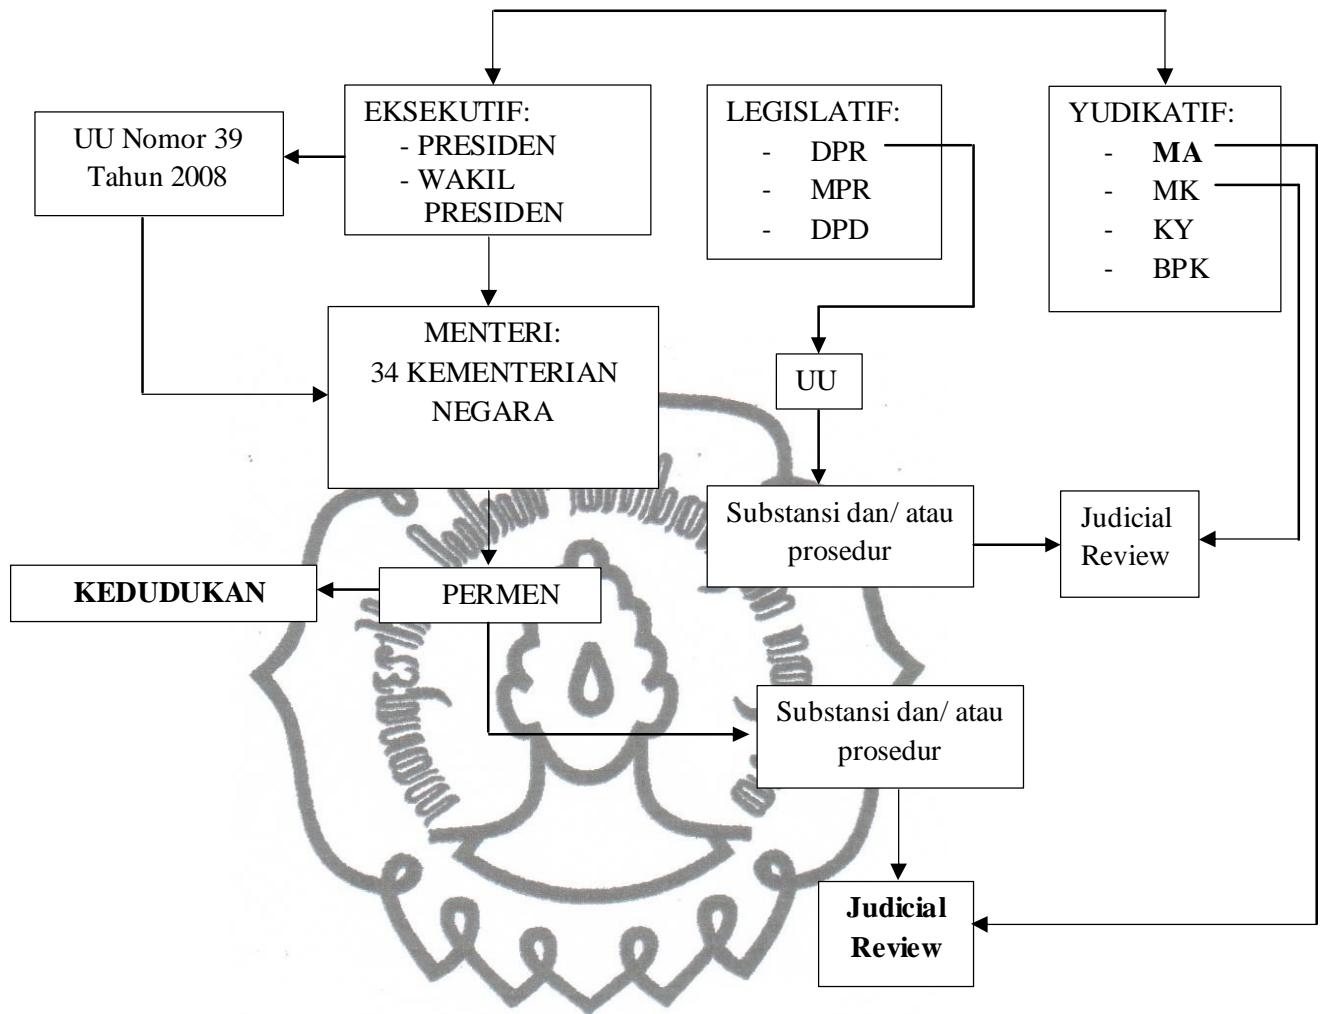 EKSEKUTIF:
- PRESIDEN
- WAKIL
PRESIDEN
LEGISLATIF:
- DPR
- MPR
- DPD
YUDIKATIF:
- MA
- MK
- KY
- BPK
UU Nomor 39
Tahun 2008
MENTERI:
34 KEMENTERIAN
NEGARA
UU
Substansi dan/ atau
prosedur
Judicial
Review
KEDUDUKAN
PERMEN
Substansi dan/ atau
prosedur
Judicial
Review